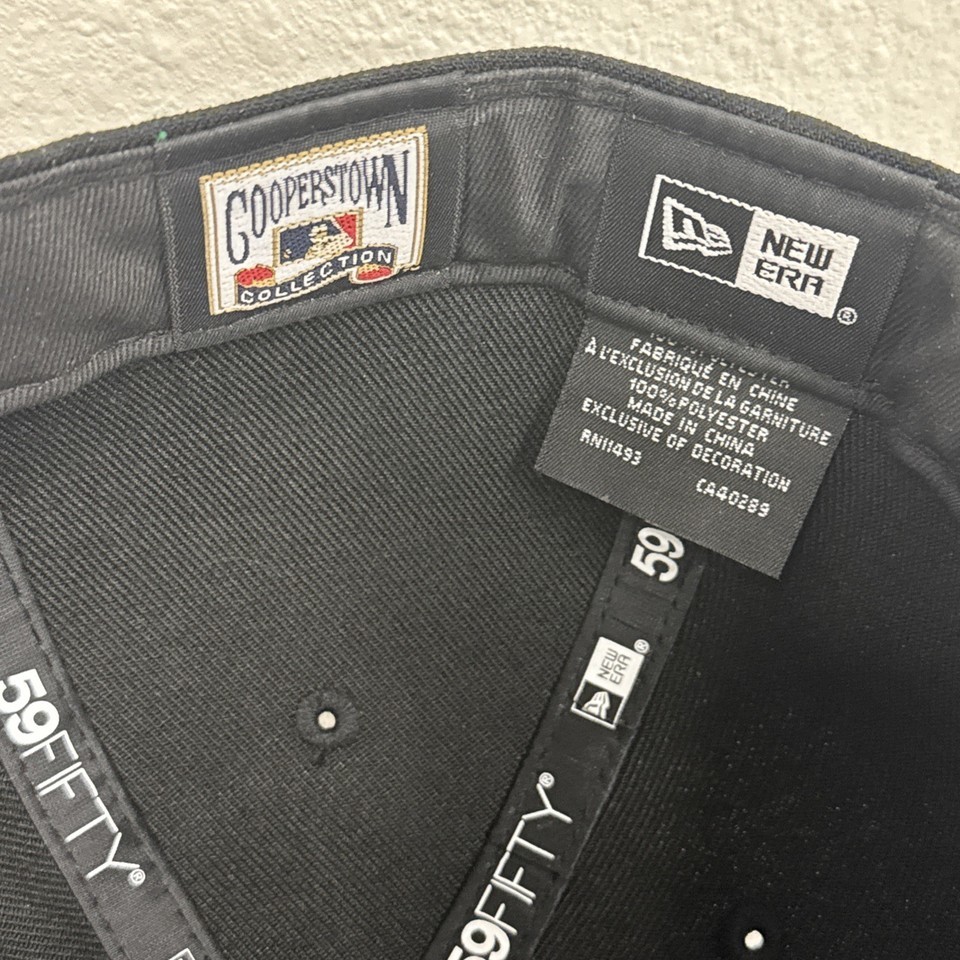 COOPERSTOWN
COLLECTION
NEW
ERA
®
FABRIQUÉ EN CHINE
À L'EXCLUSION DE LA GARNITURE
100% POLYESTER
MADE IN CHINA
EXCLUSIVE OF DECORATION
RN11493
CA40289
59
NEW
ERA
®
59FIFTY®
59FIFTY®